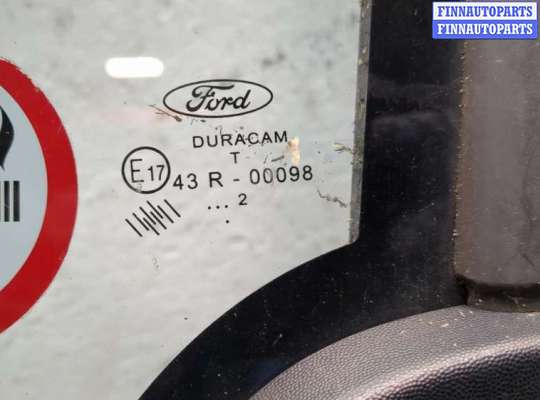 FINNAUTOPARTS
FINNAUTOPARTS
Ford
DURACAM
T
E17
43 R - 00098
... 2
.